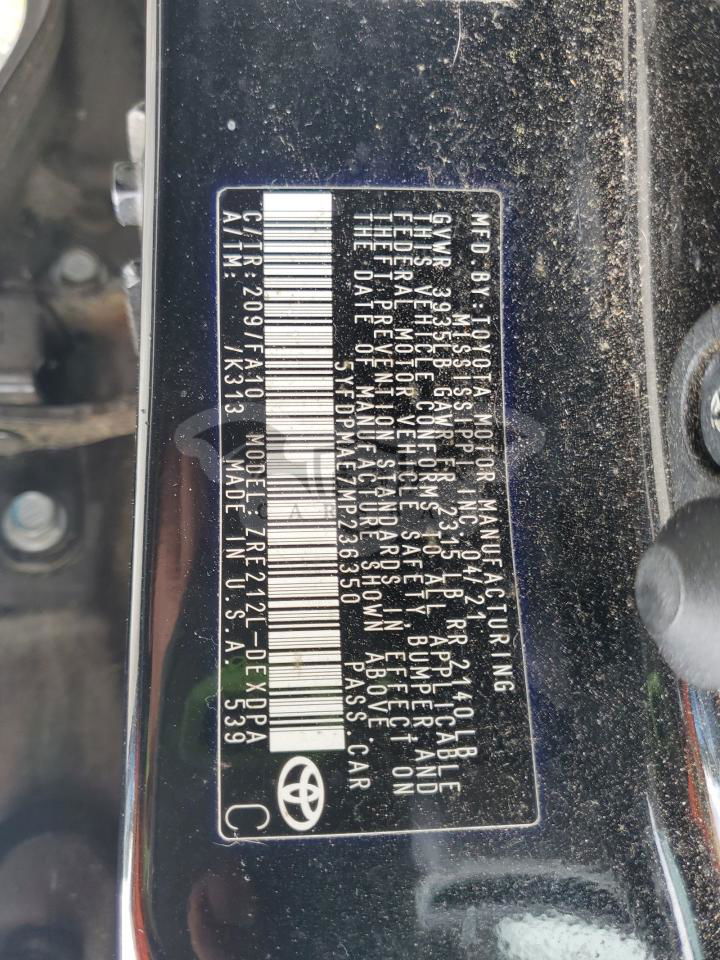 MFD.BY:TOYOTA MOTOR MANUFACTURING
MISSISSIPPI INC 04/21
GVWR 3935LB GAWR FR 2315 LB RR 2140LB
THIS VEHICLE CONFORMS TO ALL APPLICABLE
FEDERAL MOTOR VEHICLE SAFETY, BUMPER AND
THEFT PREVENTION STANDARDS IN EFFECT ON
THE DATE OF MANUFACTURE SHOWN ABOVE.
5YFDPMAE7MP236350 PASS.CAR
C/TR: 209/FA10 MODEL: ZRE212L-DEXDPA
A/TM: /K313 MADE IN U.S.A. 539
C